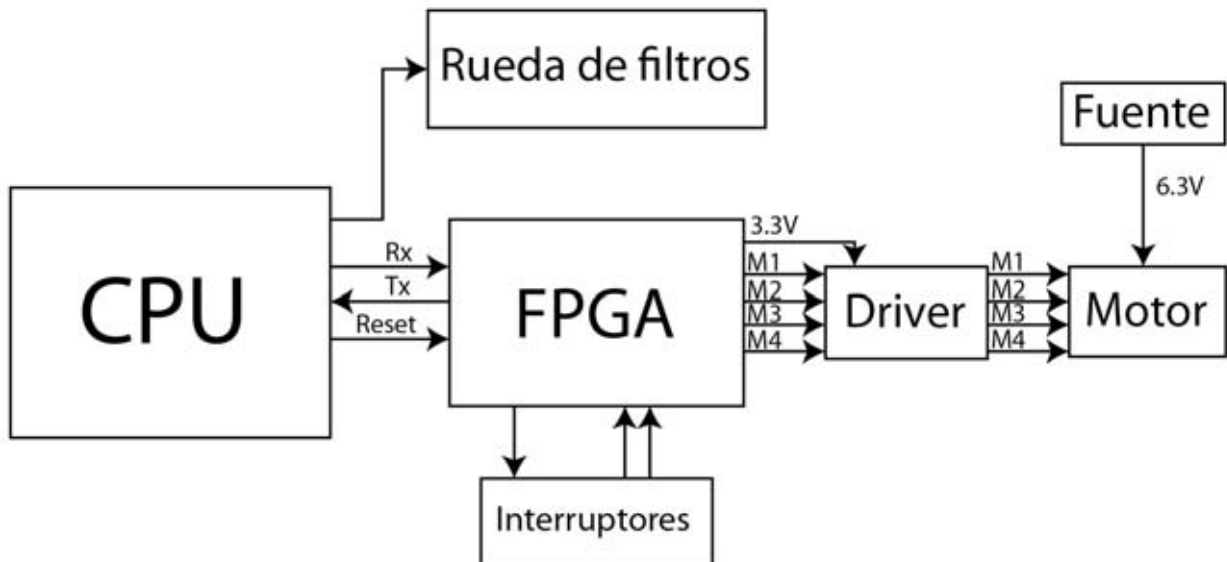 Rueda de filtros
Fuente
6.3V
CPU
Rx
Tx
Reset
FPGA
3.3V
M1
M2
M3
M4
Driver
M1
M2
M3
M4
Motor
Interruptores